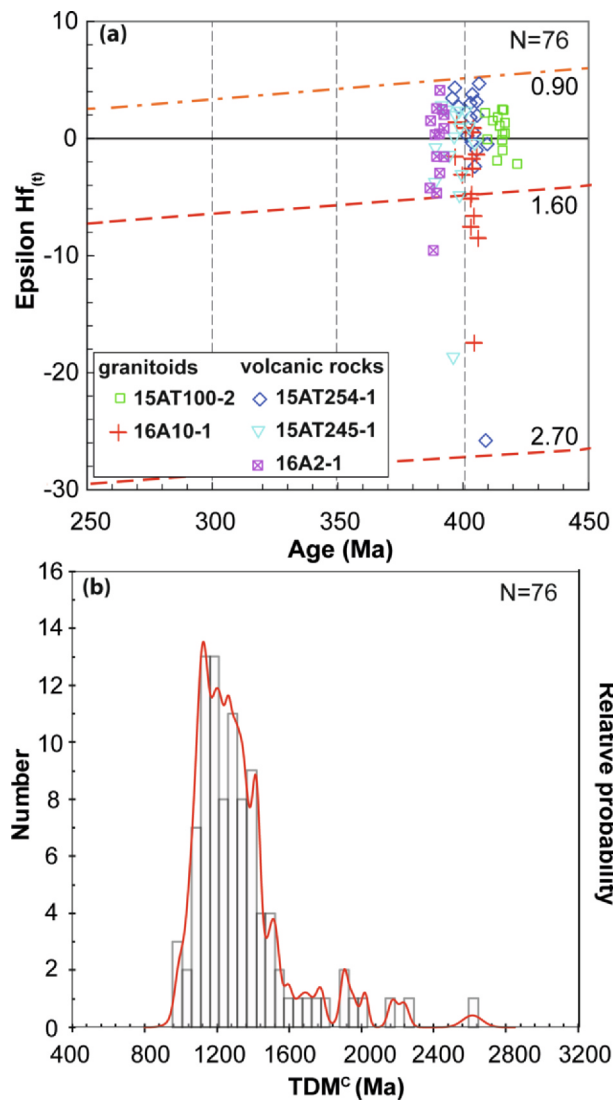 (a)
N=76
10
0
-10
-20
-30
Epsilon Hf(t)
0.90
1.60
2.70
granitoids
volcanic rocks
15AT100-2
15AT254-1
16A10-1
15AT245-1
16A2-1
250
300
350
400
450
Age (Ma)
(b)
N=76
16
14
12
10
8
6
4
2
0
Number
Relative probability
400
800
1200
1600
2000
2400
2800
3200
TDMᶜ (Ma)